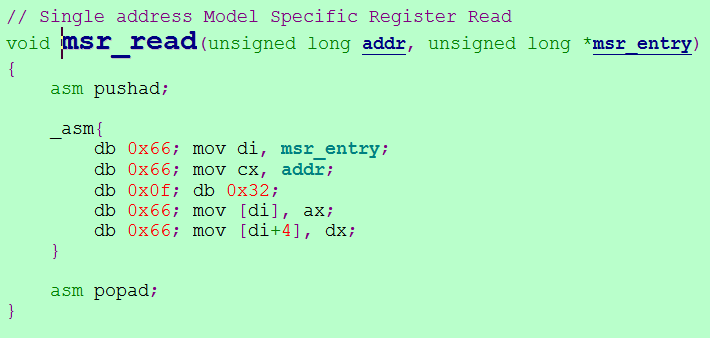 // Single address Model Specific Register Read
void msr_read(unsigned long addr, unsigned long *msr_entry)
{
    asm pushad;

    _asm{
        db 0x66; mov di, msr_entry;
        db 0x66; mov cx, addr;
        db 0x0f; db 0x32;
        db 0x66; mov [di], ax;
        db 0x66; mov [di+4], dx;
    }

    asm popad;
}